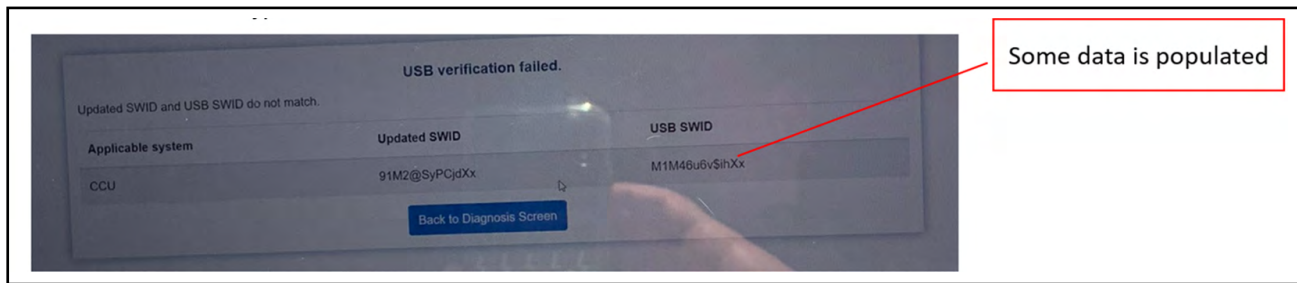 USB verification failed.
Updated SWID and USB SWID do not match.
Applicable system Updated SWID USB SWID
CCU 91M2@SyPCjdXx M1M46u6v$ihXx
Back to Diagnosis Screen
Some data is populated